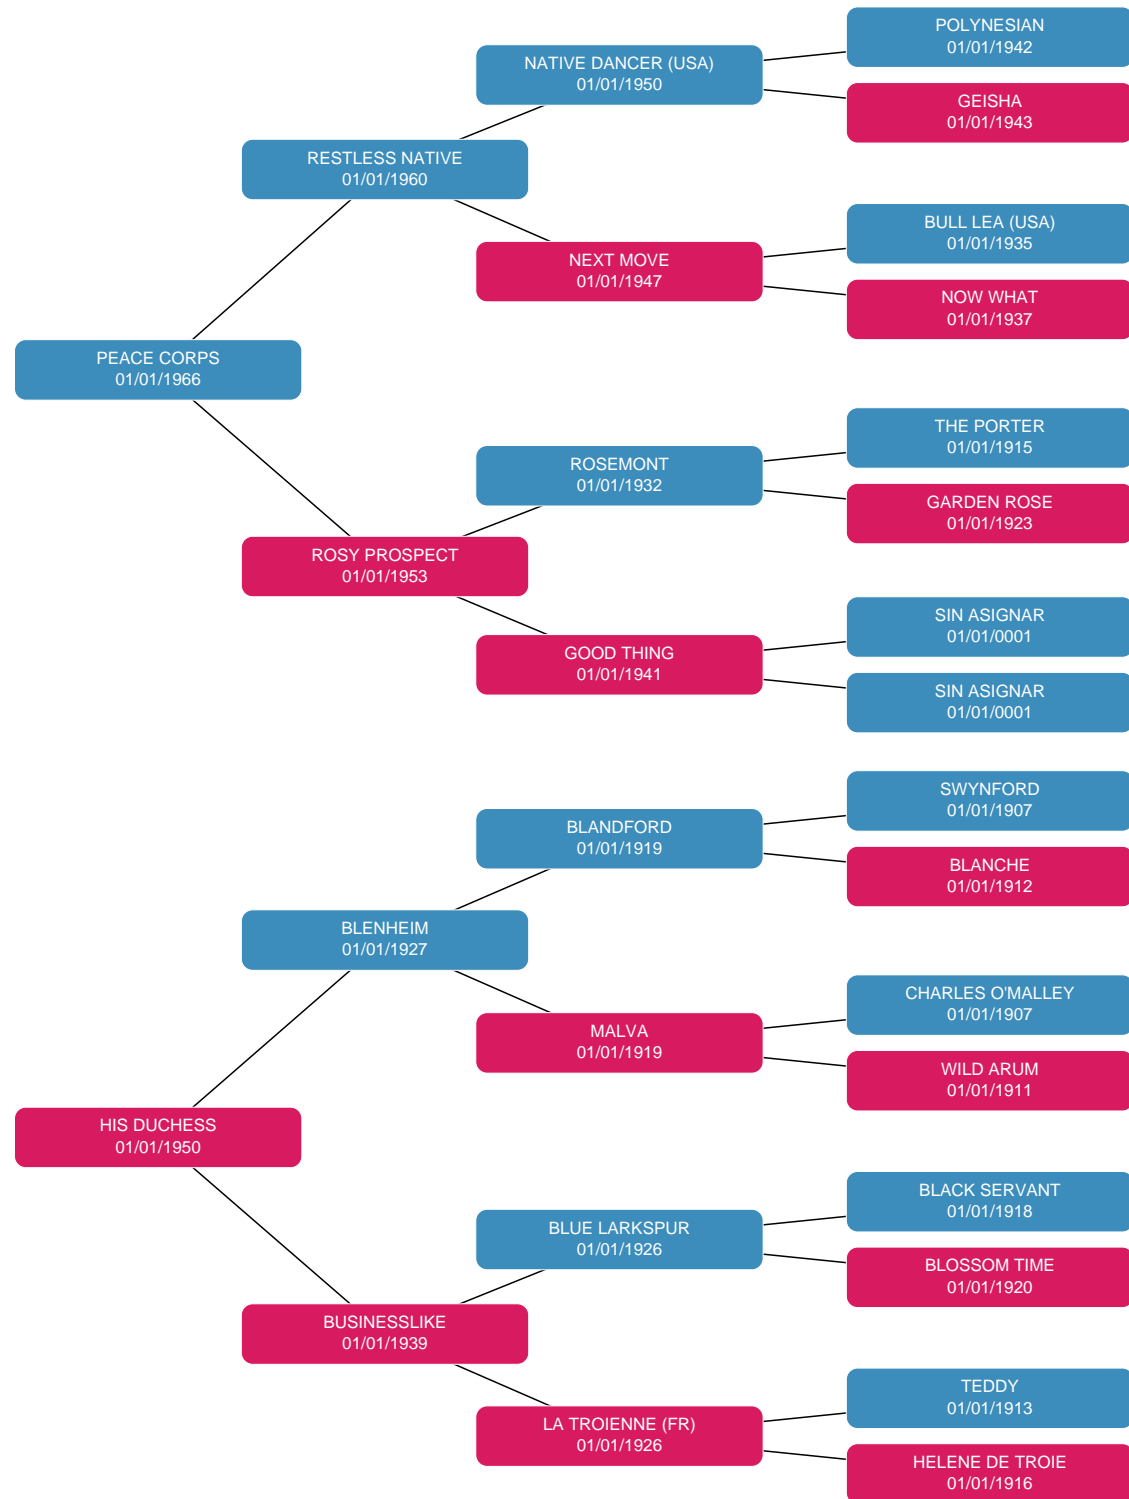 POLYNESIAN
01/01/1942
NATIVE DANCER (USA)
01/01/1950
GEISHA
01/01/1943
RESTLESS NATIVE
01/01/1960
BULL LEA (USA)
01/01/1935
NEXT MOVE
01/01/1947
NOW WHAT
01/01/1937
PEACE CORPS
01/01/1966
THE PORTER
01/01/1915
ROSEMONT
01/01/1932
GARDEN ROSE
01/01/1923
ROSY PROSPECT
01/01/1953
SIN ASIGNAR
01/01/0001
GOOD THING
01/01/1941
SIN ASIGNAR
01/01/0001
SWYNFORD
01/01/1907
BLANDFORD
01/01/1919
BLANCHE
01/01/1912
BLENHEIM
01/01/1927
CHARLES O'MALLEY
01/01/1907
MALVA
01/01/1919
WILD ARUM
01/01/1911
HIS DUCHESS
01/01/1950
BLACK SERVANT
01/01/1918
BLUE LARKSPUR
01/01/1926
BLOSSOM TIME
01/01/1920
BUSINESSLIKE
01/01/1939
TEDDY
01/01/1913
LA TROIENNE (FR)
01/01/1926
HELENE DE TROIE
01/01/1916